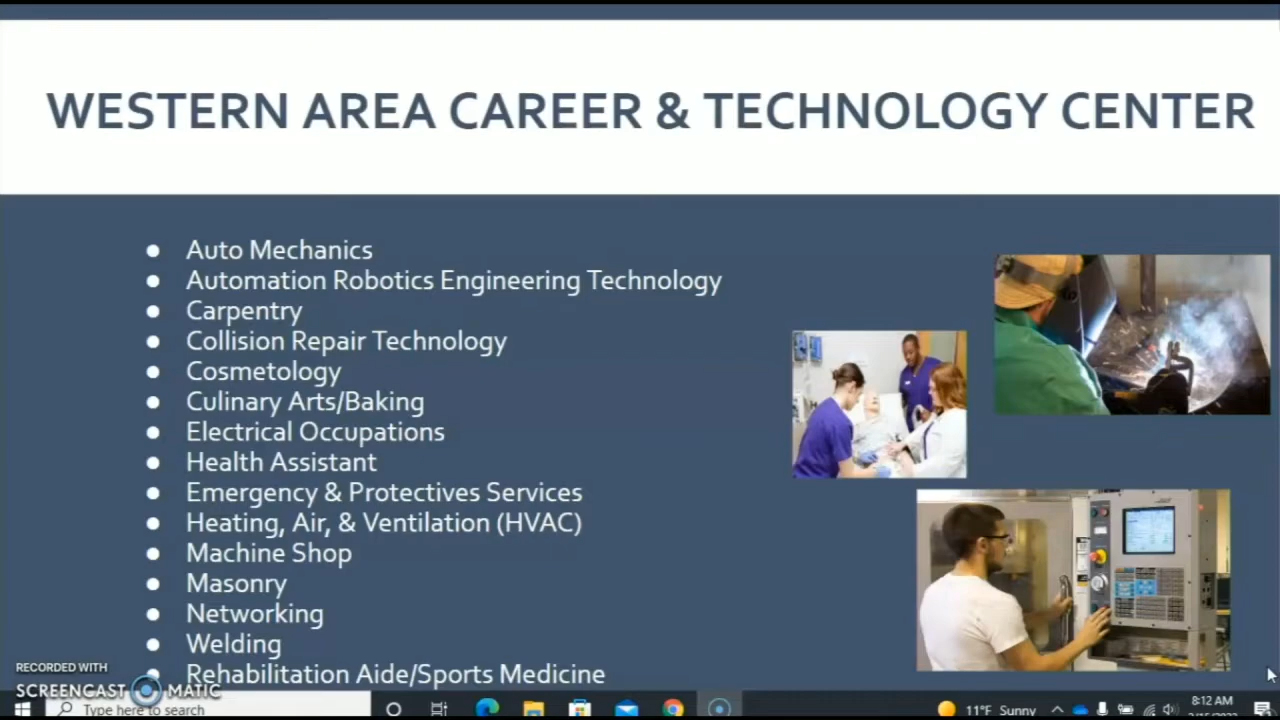 WESTERN AREA CAREER & TECHNOLOGY CENTER
● Auto Mechanics
● Automation Robotics Engineering Technology
● Carpentry
● Collision Repair Technology
● Cosmetology
● Culinary Arts/Baking
● Electrical Occupations
● Health Assistant
● Emergency & Protectives Services
● Heating, Air, & Ventilation (HVAC)
● Machine Shop
● Masonry
● Networking
● Welding
● Rehabilitation Aide/Sports Medicine
RECORDED WITH
SCREENCAST MATIC
Type here to search
11°F Sunny
8:12 AM